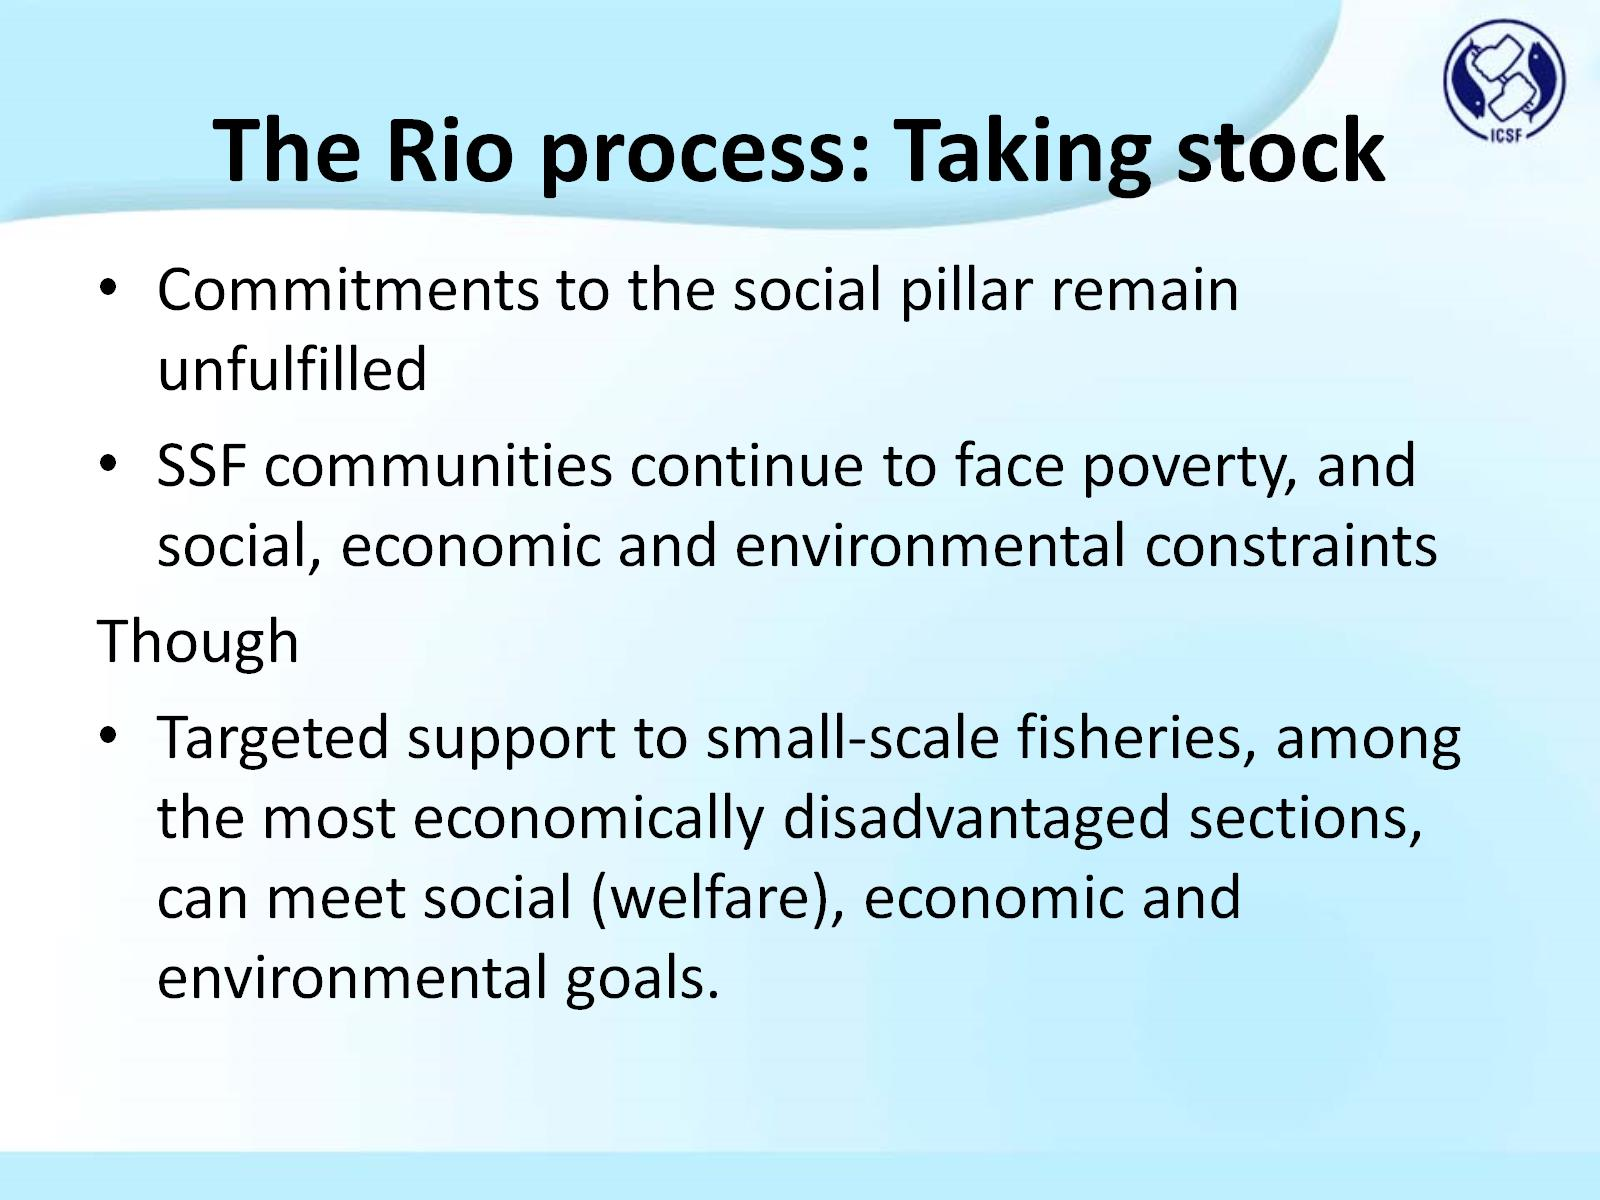 ICSF
The Rio process: Taking stock
• Commitments to the social pillar remain
unfulfilled
• SSF communities continue to face poverty, and
social, economic and environmental constraints
Though
• Targeted support to small-scale fisheries, among
the most economically disadvantaged sections,
can meet social (welfare), economic and
environmental goals.